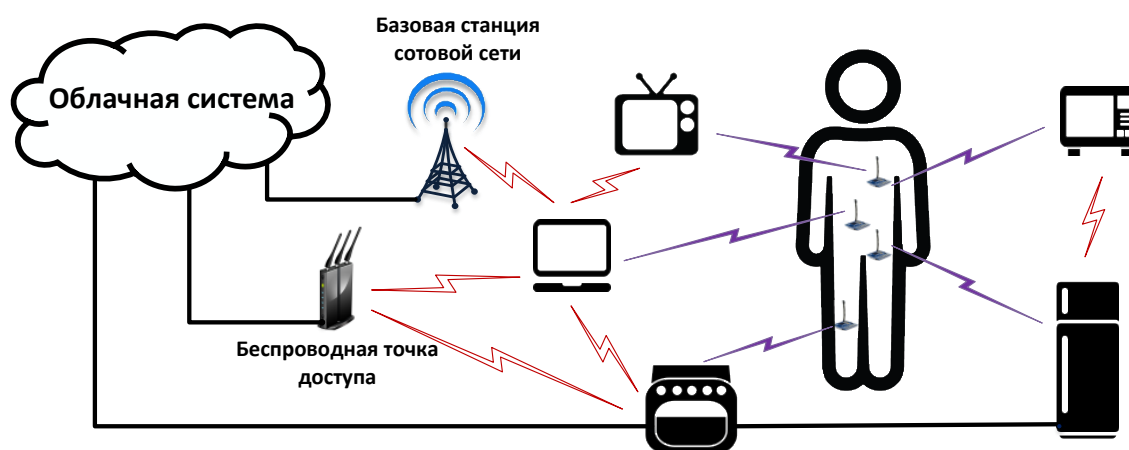 Базовая станция
сотовой сети
Облачная система
Беспроводная точка
доступа